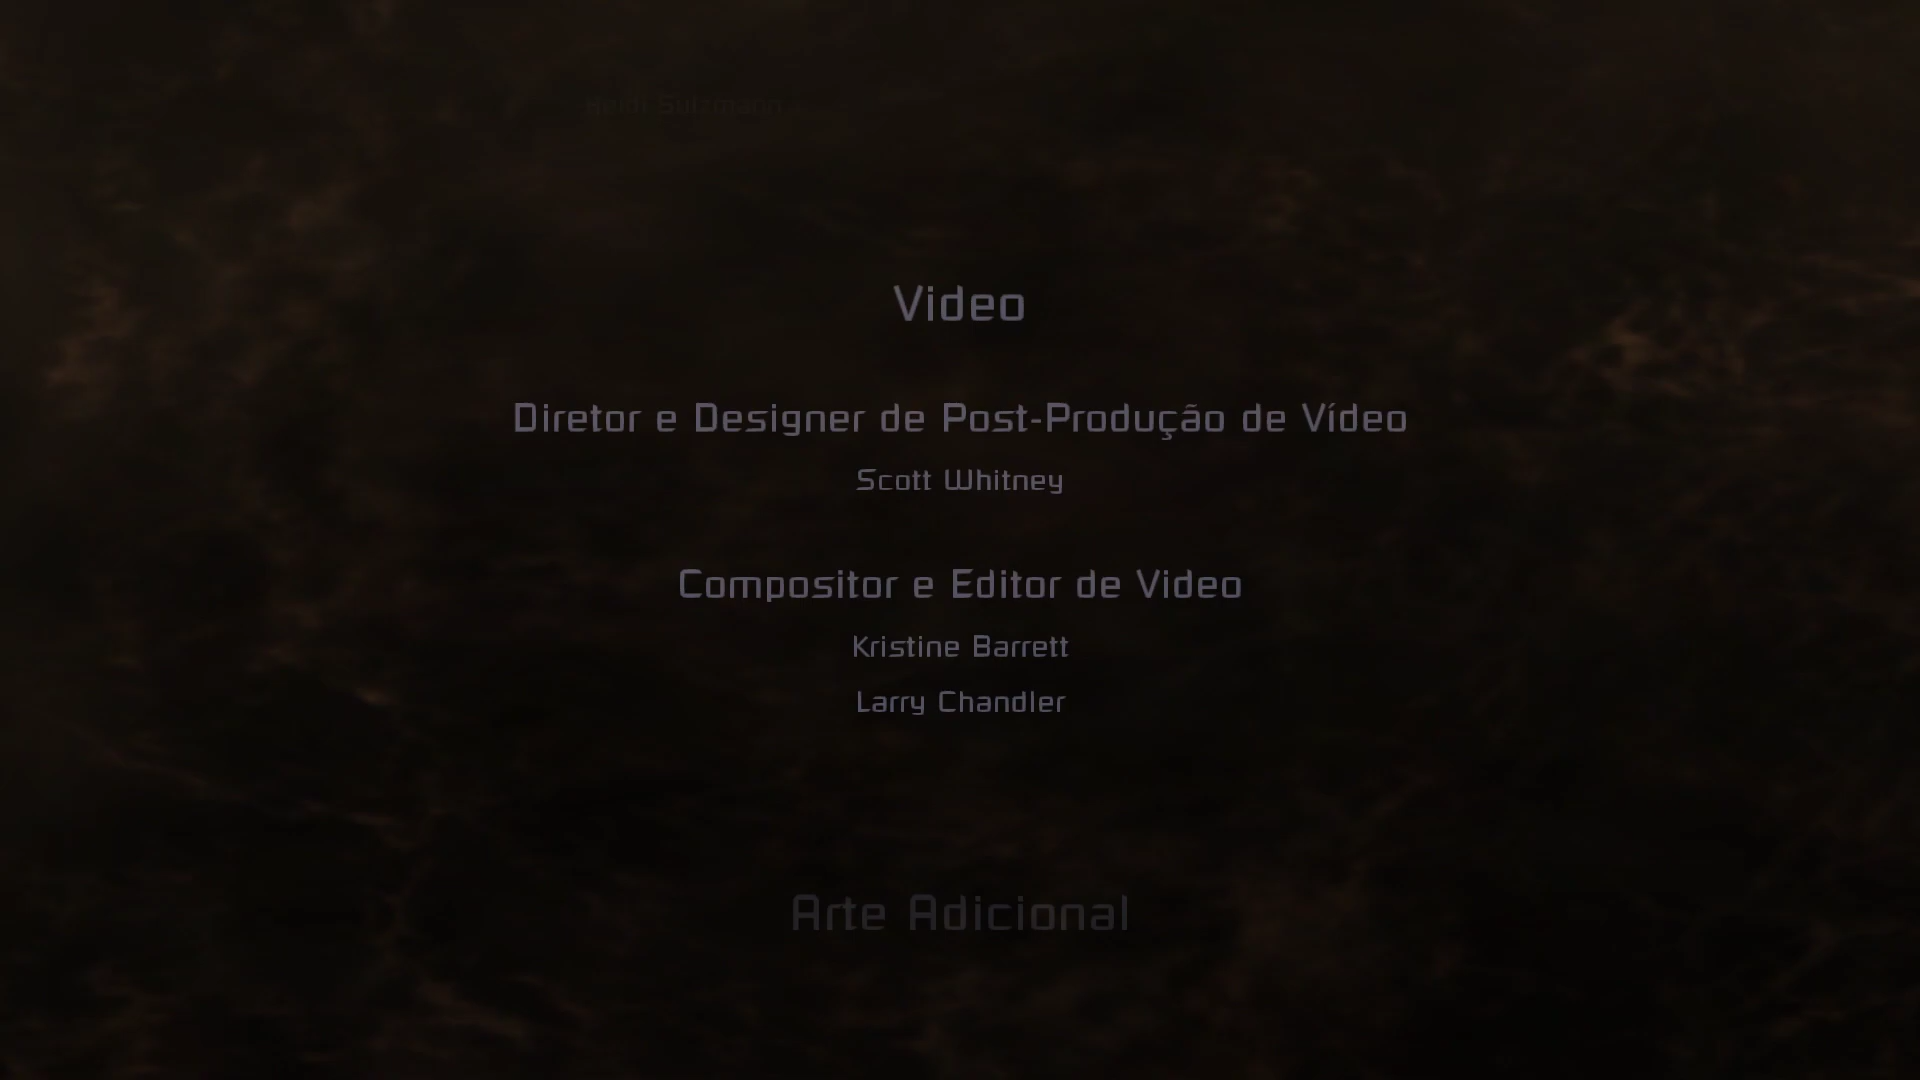 Video
Diretor e Designer de Post-Produção de Vídeo
Scott Whitney
Compositor e Editor de Video
Kristine Barrett
Larry Chandler
Arte Adicional